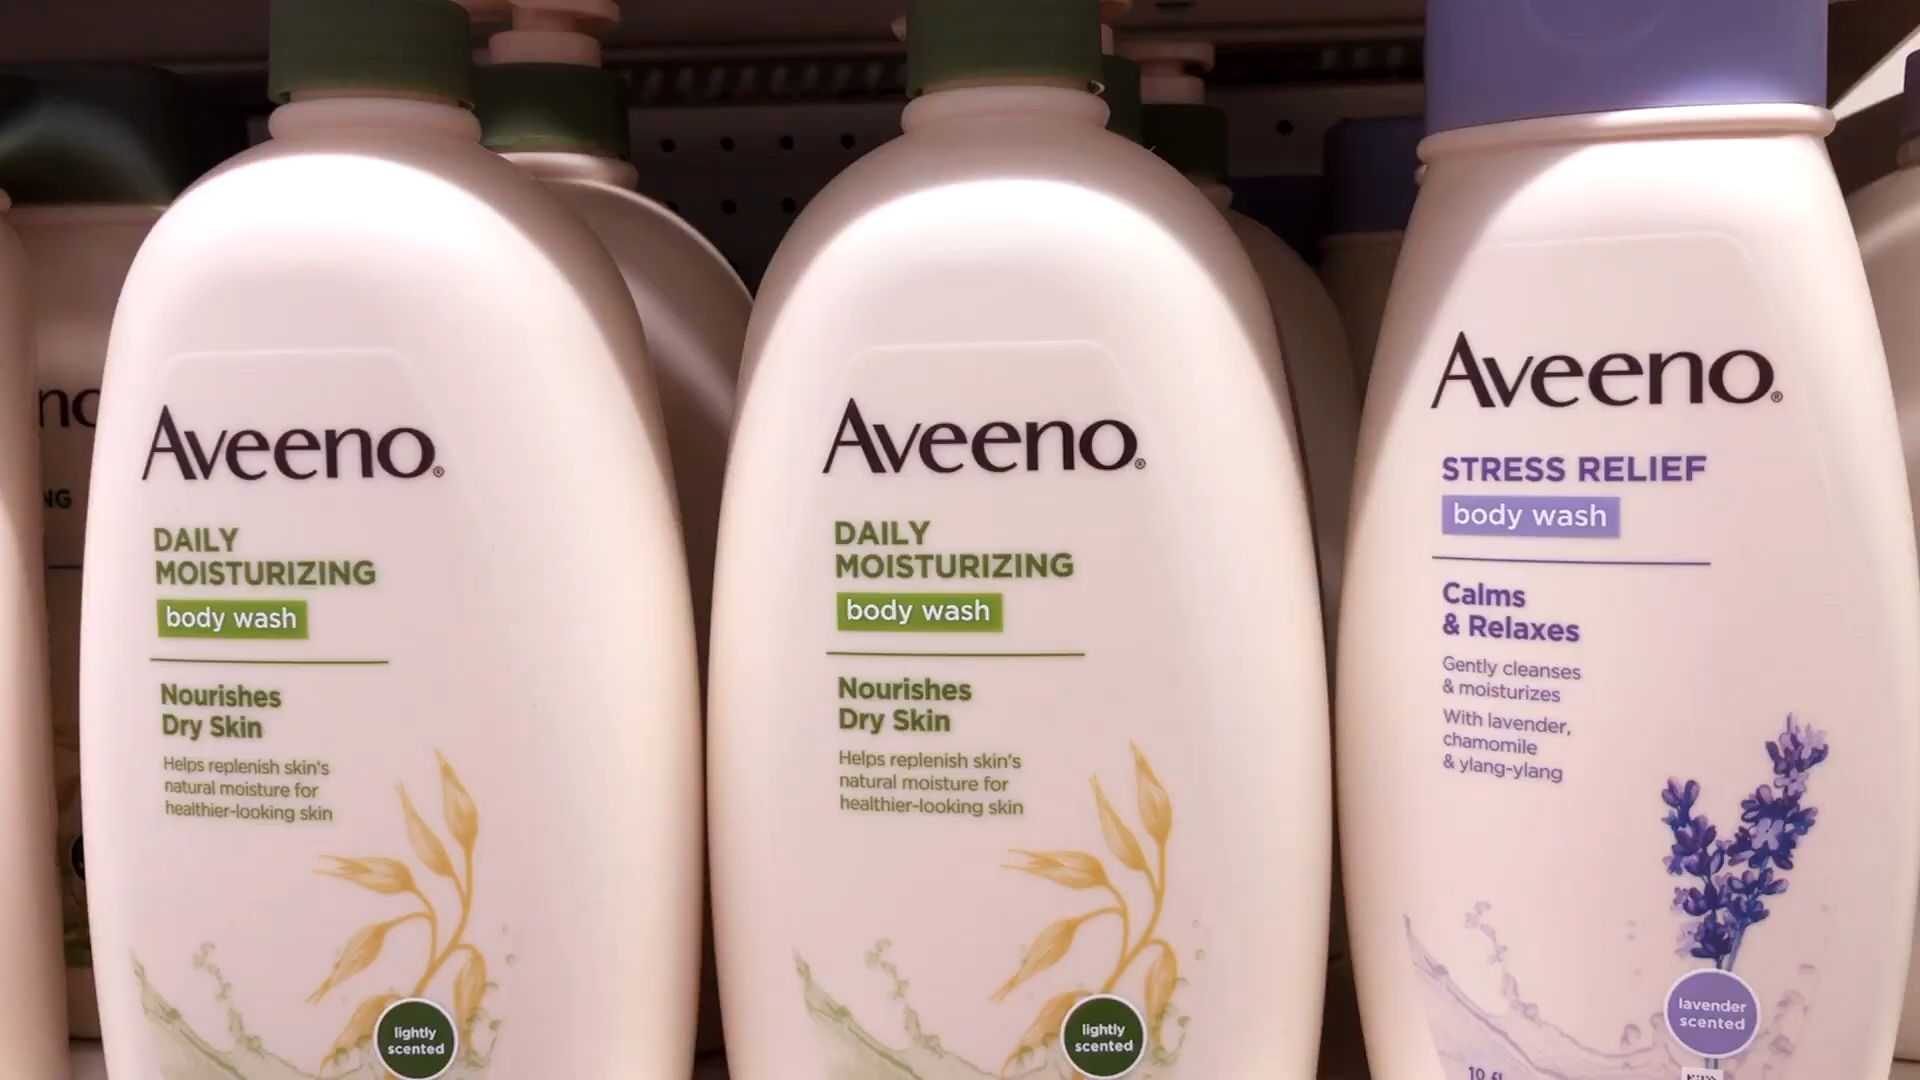 Aveeno®
DAILY
MOISTURIZING
body wash
Nourishes
Dry Skin
Helps replenish skin's
natural moisture for
healthier-looking skin
lightly
scented
Aveeno®
DAILY
MOISTURIZING
body wash
Nourishes
Dry Skin
Helps replenish skin's
natural moisture for
healthier-looking skin
lightly
scented
Aveeno®
STRESS RELIEF
body wash
Calms
& Relaxes
Gently cleanses
& moisturizes
With lavender,
chamomile
& ylang-ylang
lavender
scented